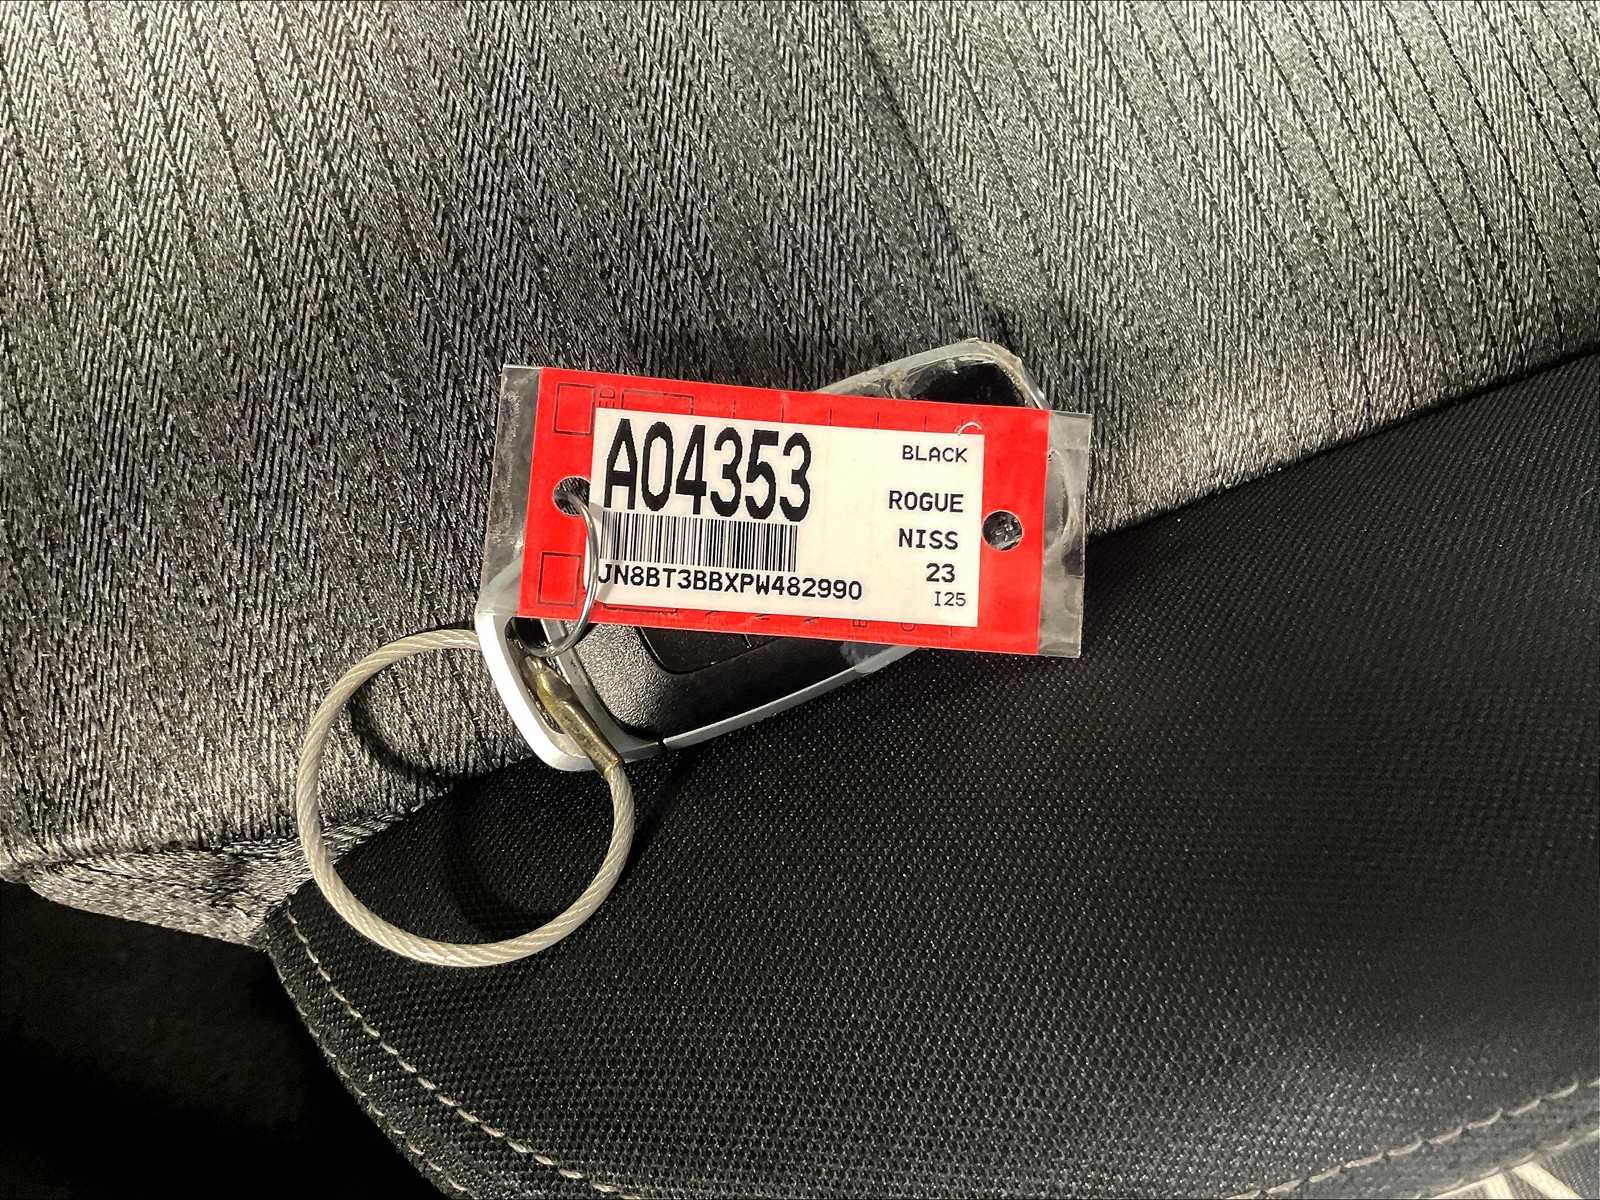 A04353
JN8BT3BBXPW482990
BLACK
ROGUE
NISS
23
I25